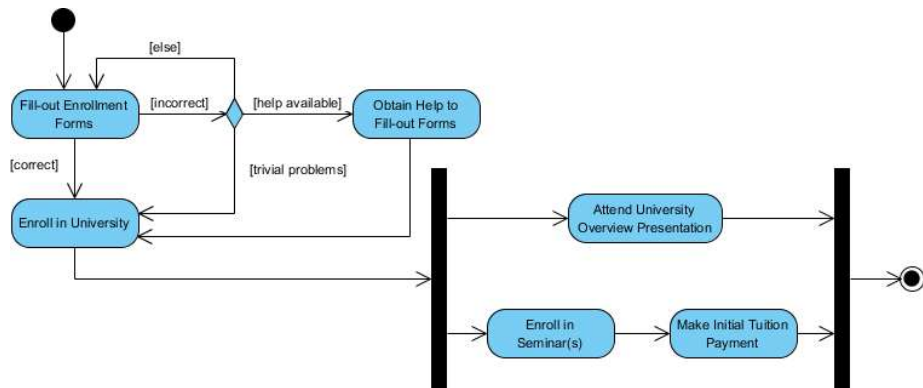 [else]
Fill-out Enrollment
Forms
[incorrect]
[help available]
Obtain Help to
Fill-out Forms
[correct]
[trivial problems]
Enroll in University
Attend University
Overview Presentation
Enroll in
Seminar(s)
Make Initial Tuition
Payment